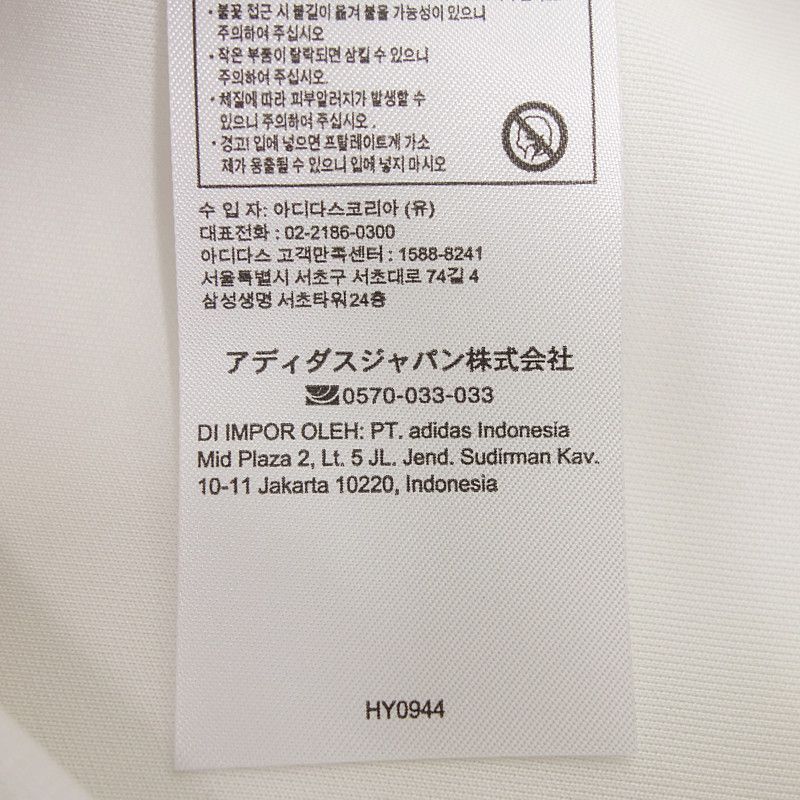 · 불꽃 접근 시 불길이 옮겨 붙을 가능성이 있으니
주의하여 주십시오
· 작은 부품이 탈락되면 삼킬 수 있으니
주의하여 주십시오.
· 체질에 따라 피부알러지가 발생할 수
있으니 주의하여 주십시오 .
· 경고! 입에 넣으면 프탈레이트계 가소
제가 용출될 수 있으니 입에 넣지 마시오
수 입 자: 아디다스코리아 (유)
대표전화 : 02-2186-0300
아디다스 고객만족센터 : 1588-8241
서울특별시 서초구 서초대로 74길 4
삼성생명 서초타워24층
アディダスジャパン株式会社
0570-033-033
DI IMPOR OLEH: PT. adidas Indonesia
Mid Plaza 2, Lt. 5 JL. Jend. Sudirman Kav.
10-11 Jakarta 10220, Indonesia
HY0944